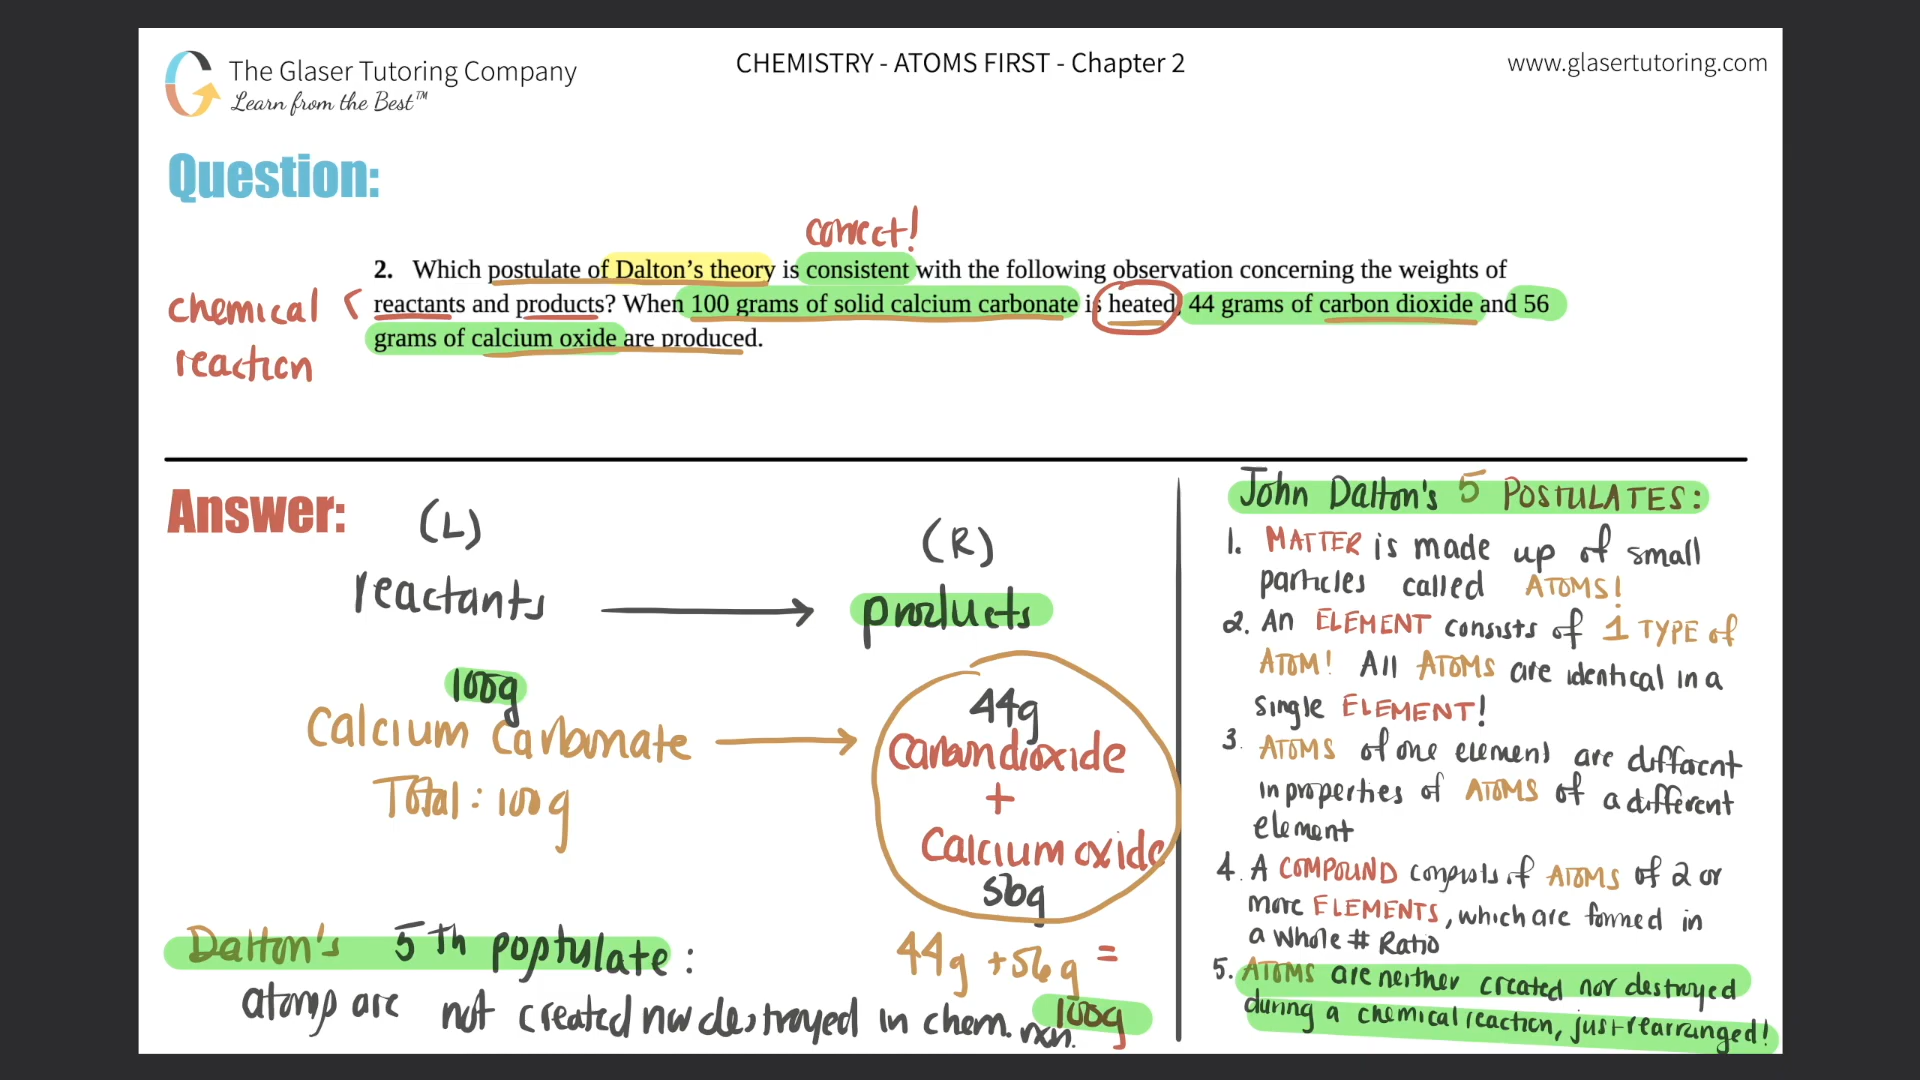 The Glaser Tutoring Company
Learn from the Best™
CHEMISTRY - ATOMS FIRST - Chapter 2
www.glasertutoring.com
Question:
correct!
2. Which postulate of Dalton's theory is consistent with the following observation concerning the weights of
reactants and products? When 100 grams of solid calcium carbonate is heated, 44 grams of carbon dioxide and 56
grams of calcium oxide are produced.
chemical
reaction
Answer:
(L)
reactants
(R)
products
100g
Calcium Carbonate
Total: 100g
44g
Carbon dioxide
+
Calcium oxide
56g
44g + 56g =
100g
Dalton's 5th poptulate:
atoms are not created nor destroyed in chem. rxn.
John Dalton's 5 POSTULATES:
1. MATTER is made up of small
particles called ATOMS!
2. An ELEMENT consists of 1 TYPE of
ATOM! All ATOMS are identical in a
single ELEMENT!
3. ATOMS of one element are different
in properties of ATOMS of a different
element
4. A COMPOUND consists of ATOMS of 2 or
more ELEMENTS, which are formed in
a whole # Ratio
5. ATOMS are neither created nor destroyed
during a chemical reaction, just rearranged!